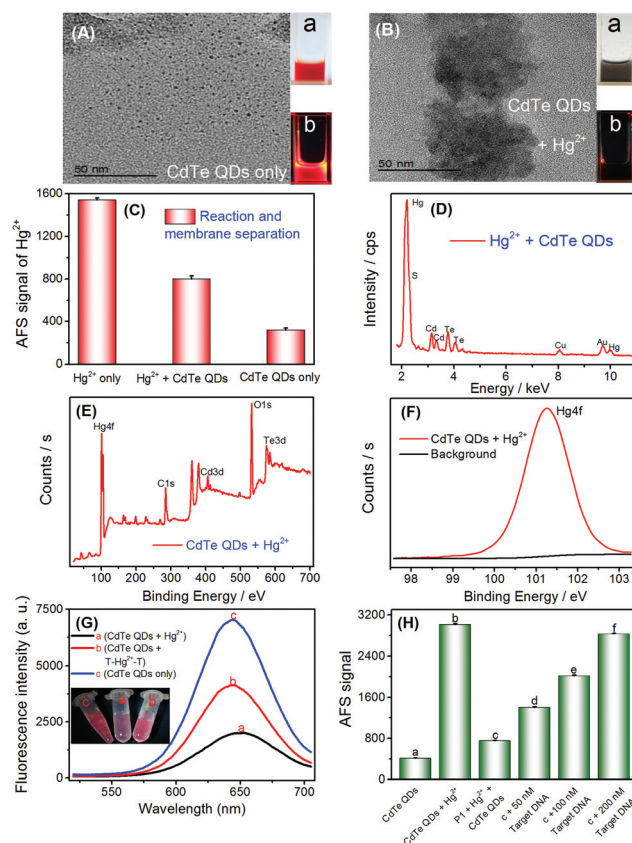 (A)
a
b
50 nm
CdTe QDs only
(B)
a
b
CdTe QDs
+ Hg²⁺
50 nm
(C)
Reaction and
membrane separation
AFS signal of Hg²⁺
1600
1200
800
400
0
Hg²⁺ only
Hg²⁺ + CdTe QDs
CdTe QDs only
(D)
Hg²⁺ + CdTe QDs
Intensity / cps
Hg
S
Cd
Cd
Te
Te
Cu
Au
Hg
2 4 6 8 10
Energy / keV
(E)
Counts / s
Hg4f
C1s
Cd3d
O1s
Te3d
CdTe QDs + Hg²⁺
100 200 300 400 500 600 700
Binding Energy / eV
(F)
Hg4f
CdTe QDs + Hg²⁺
Background
Counts / s
98 99 100 101 102 103
Binding Energy / eV
(G)
Fluorescence intensity (a. u.)
7500
5000
2500
0
a (CdTe QDs + Hg²⁺)
b (CdTe QDs +
T-Hg²⁺-T)
c (CdTe QDs only)
c a b
c
b
a
550 600 650 700
Wavelength (nm)
(H)
AFS signal
3200
2400
1600
800
0
a
b
c
d
e
f
CdTe QDs
CdTe QDs + Hg²⁺
P1 + Hg²⁺ +
CdTe QDs
c + 50 nM
Target DNA
c +100 nM
Target DNA
c + 200 nM
Target DNA